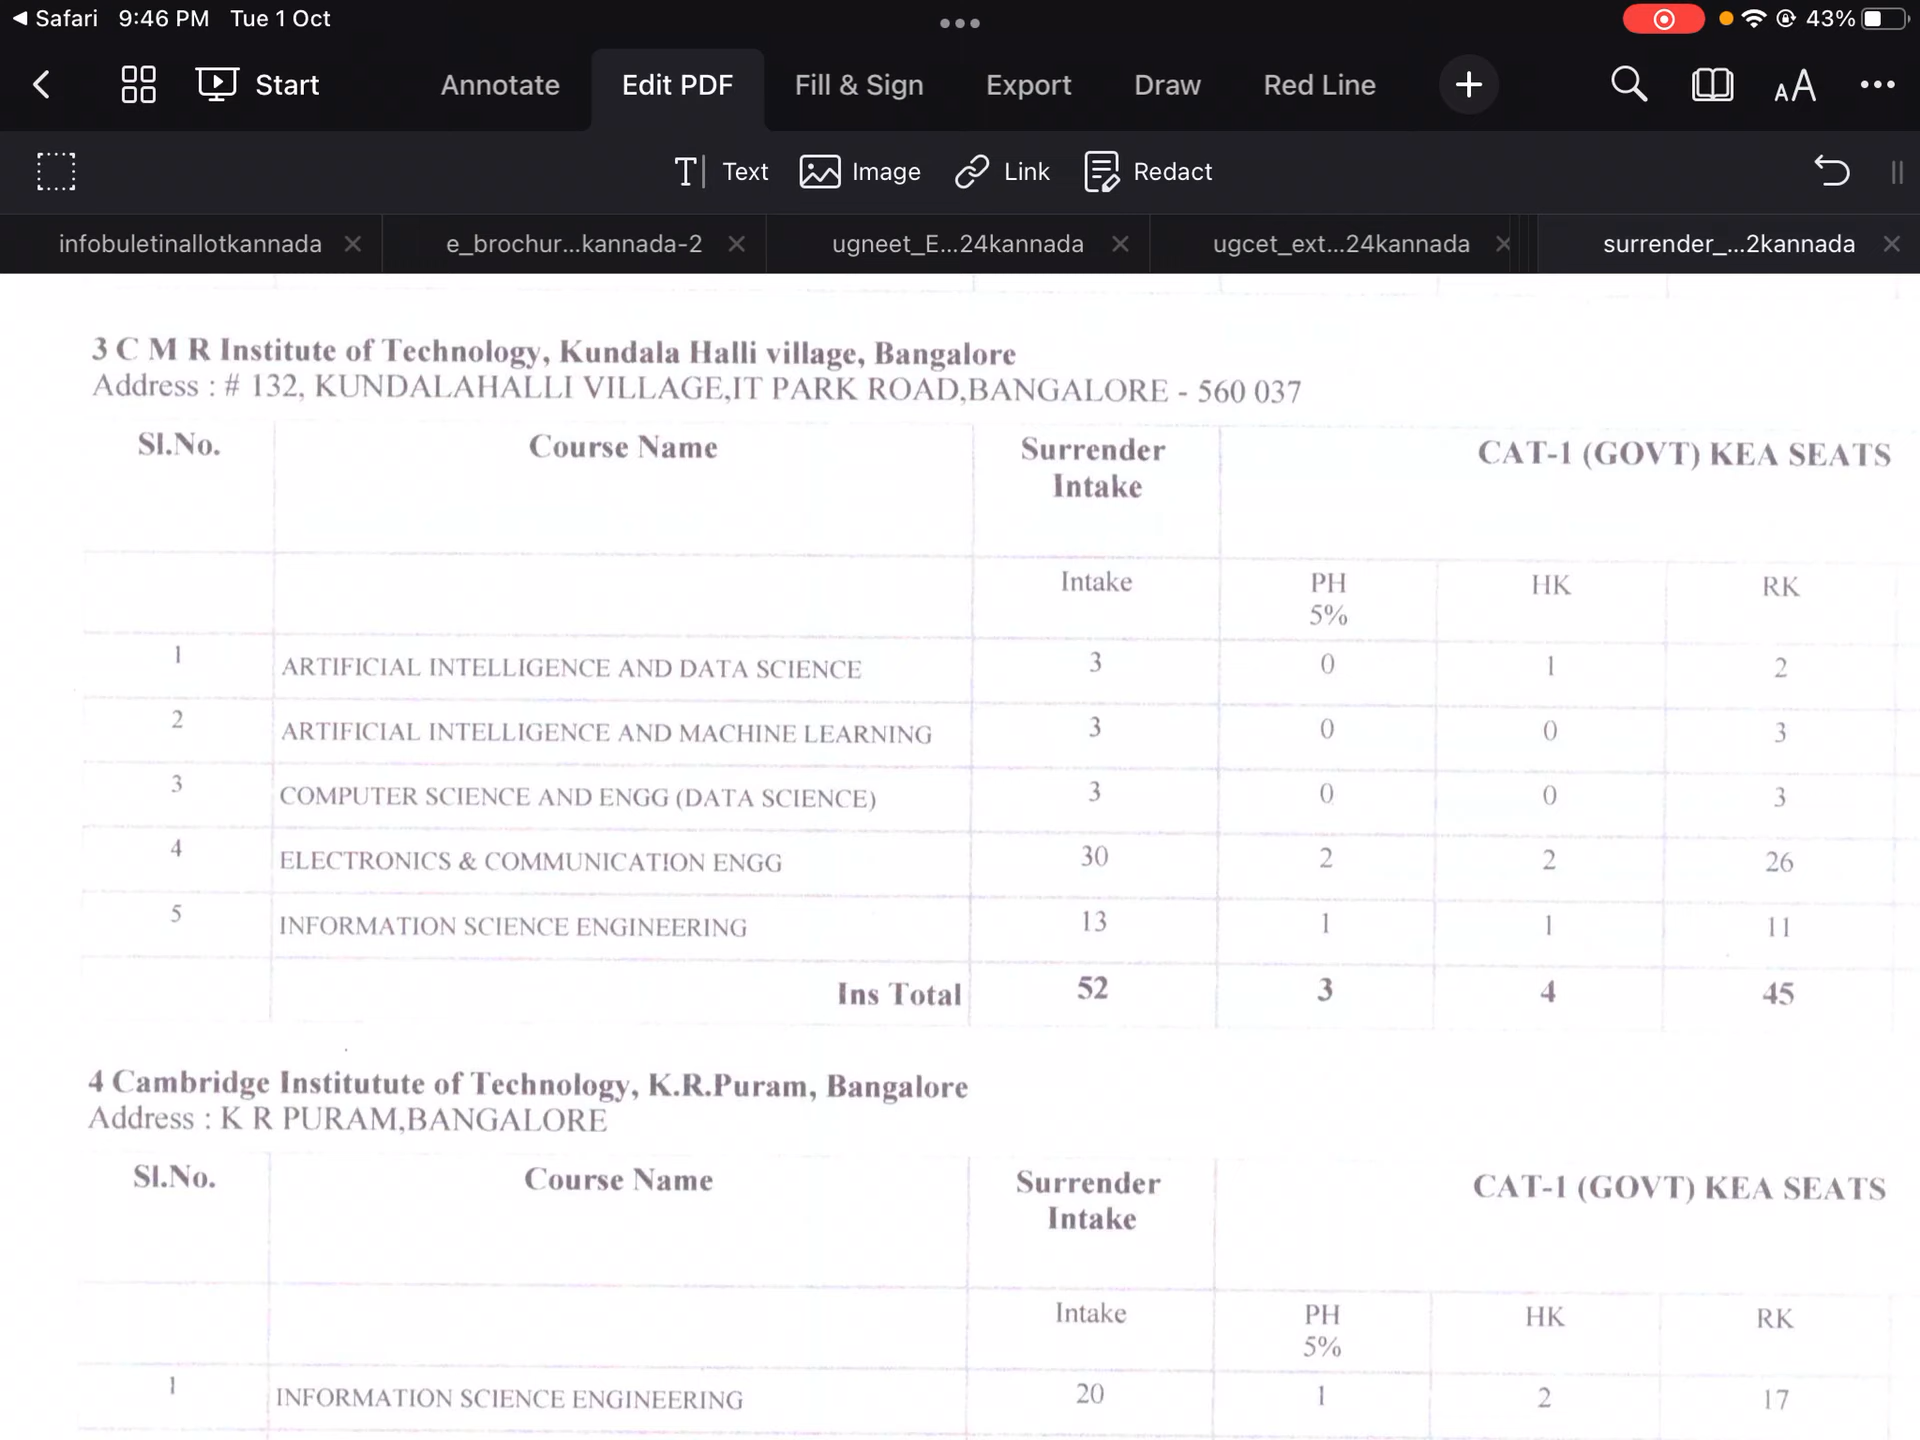 Safari 9:46 PM Tue 1 Oct 43%
Start Annotate Edit PDF Fill & Sign Export Draw Red Line
Text Image Link Redact
infobuletinallotkannada e_brochur...kannada-2 ugneet_E...24kannada ugcet_ext...24kannada surrender_...2kannada
3 C M R Institute of Technology, Kundala Halli village, Bangalore
Address : # 132, KUNDALAHALLI VILLAGE,IT PARK ROAD,BANGALORE - 560 037
Sl.No. Course Name Surrender CAT-1 (GOVT) KEA SEATS
Intake
Intake PH HK RK
5%
1 ARTIFICIAL INTELLIGENCE AND DATA SCIENCE 3 0 1 2
2 ARTIFICIAL INTELLIGENCE AND MACHINE LEARNING 3 0 0 3
3 COMPUTER SCIENCE AND ENGG (DATA SCIENCE) 3 0 0 3
4 ELECTRONICS & COMMUNICATION ENGG 30 2 2 26
5 INFORMATION SCIENCE ENGINEERING 13 1 1 11
Ins Total 52 3 4 45
4 Cambridge Institutute of Technology, K.R.Puram, Bangalore
Address : K R PURAM,BANGALORE
Sl.No. Course Name Surrender CAT-1 (GOVT) KEA SEATS
Intake
Intake PH HK RK
5%
1 INFORMATION SCIENCE ENGINEERING 20 1 2 17